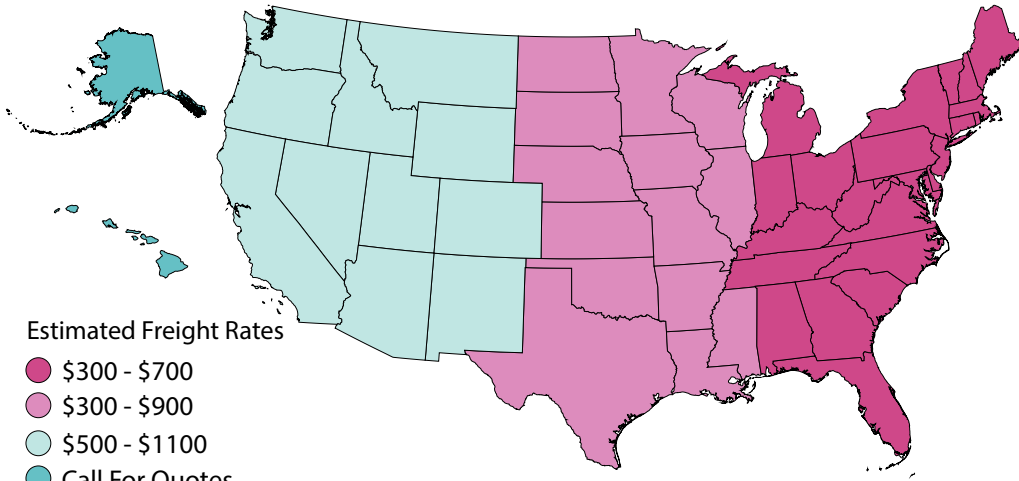 Estimated Freight Rates
$300 - $700
$300 - $900
$500 - $1100
Call For Quotes